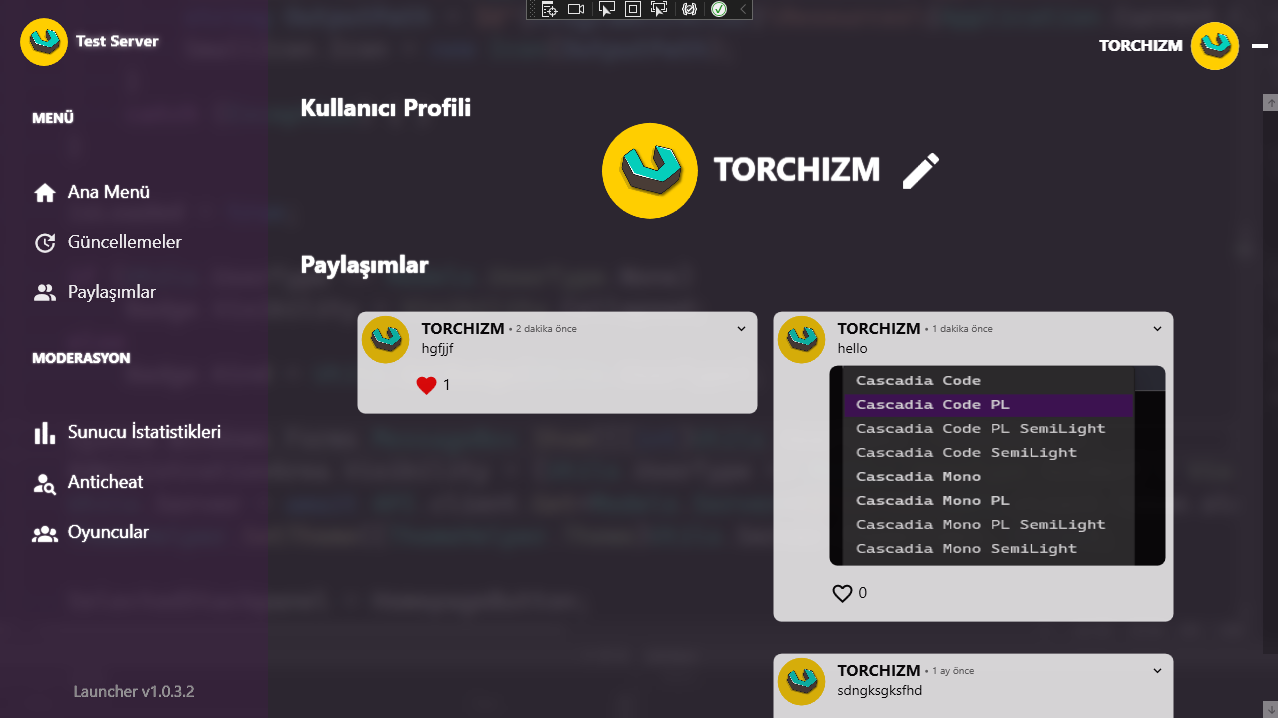 Test Server
TORCHIZM
MENÜ
Ana Menü
Güncellemeler
Paylaşımlar
MODERASYON
Sunucu İstatistikleri
Anticheat
Oyuncular
Launcher v1.0.3.2
Kullanıcı Profili
TORCHIZM
Paylaşımlar
TORCHIZM • 2 dakika önce
hgfjjf
1
TORCHIZM • 1 dakika önce
hello
Cascadia Code
Cascadia Code PL
Cascadia Code PL SemiLight
Cascadia Code SemiLight
Cascadia Mono
Cascadia Mono PL
Cascadia Mono PL SemiLight
Cascadia Mono SemiLight
0
TORCHIZM • 1 ay önce
sdngksgksfhd